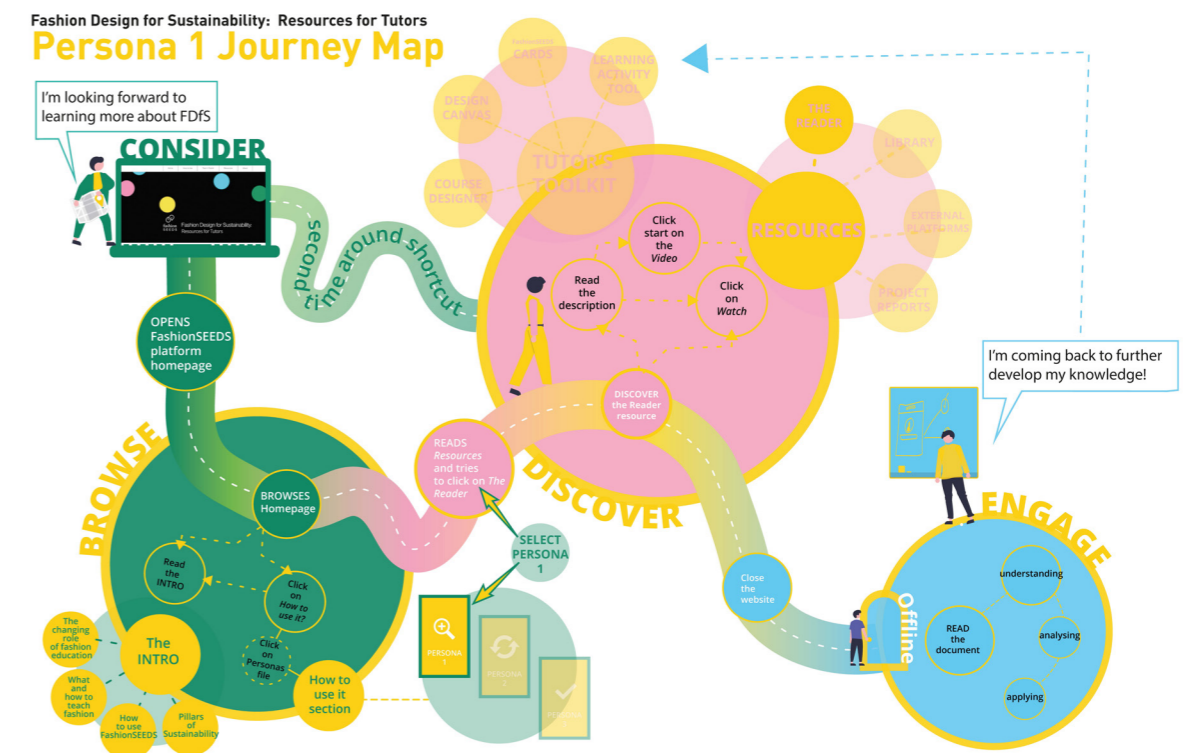 Fashion Design for Sustainability: Resources for Tutors
Persona 1 Journey Map
I'm looking forward to
learning more about FDfS
CONSIDER
Fashion Design for Sustainability
Resources for Tutors
second time around shortcut
OPENS
FashionSEEDS
platform
homepage
BROWSE
BROWSES
Homepage
Read
the
INTRO
Click
on
How to
use it?
Click
on
Personas
file
The
INTRO
The
changing
role
of fashion
education
What
and
how to
teach
fashion
How
to use
FashionSEEDS
Pillars
of
Sustainability
How to
use it
section
READS
Resources
and tries
to click on The
Reader
SELECT
PERSONA
1
PERSONA
1
PERSONA
2
PERSONA
DISCOVER
DISCOVER
the Reader
resource
Read
the
description
Click
start on
the
Video
Click
on
Watch
TUTOR'S
TOOLKIT
COURSE
DESIGNER
DESIGN
CANVAS
CARDS
LEARNING
ACTIVITY
TOOL
RESOURCES
THE
READER
LIBRARY
EXTERNAL
PLATFORMS
PROJECT
REPORTS
I'm coming back to further
develop my knowledge!
Close
the
website
Offline
ENGAGE
READ
the
document
understanding
analysing
applying